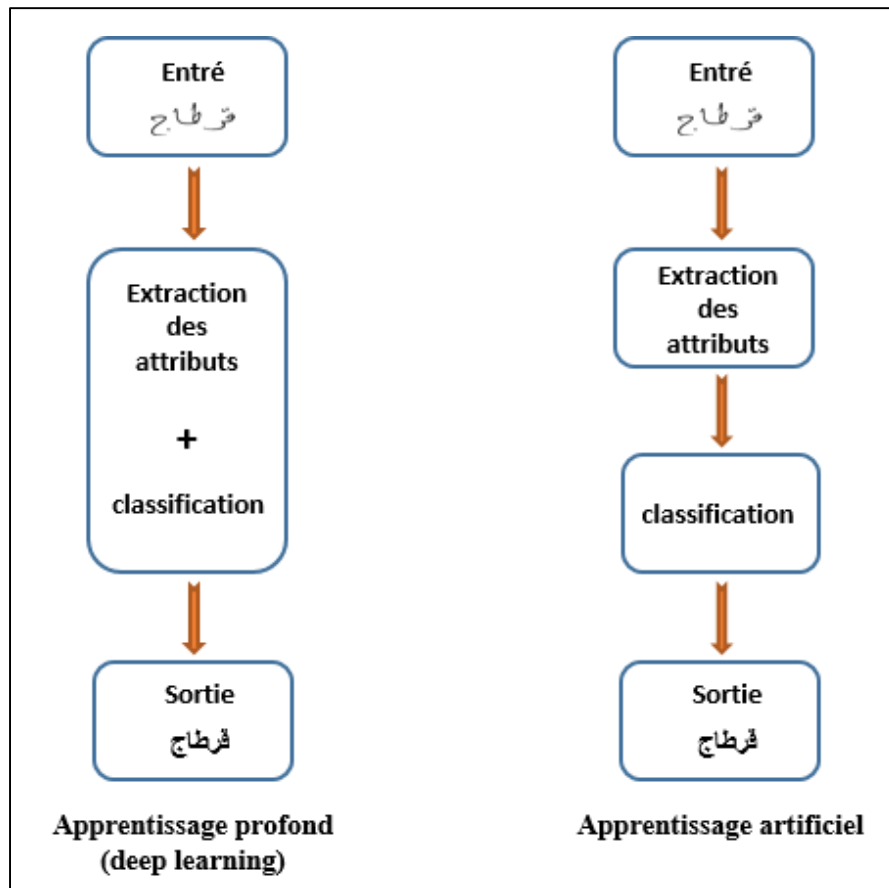 Entré
قرطاج
Extraction
des
attributs
+
classification
Sortie
قرطاج
Apprentissage profond
(deep learning)
Entré
قرطاج
Extraction
des
attributs
classification
Sortie
قرطاج
Apprentissage artificiel